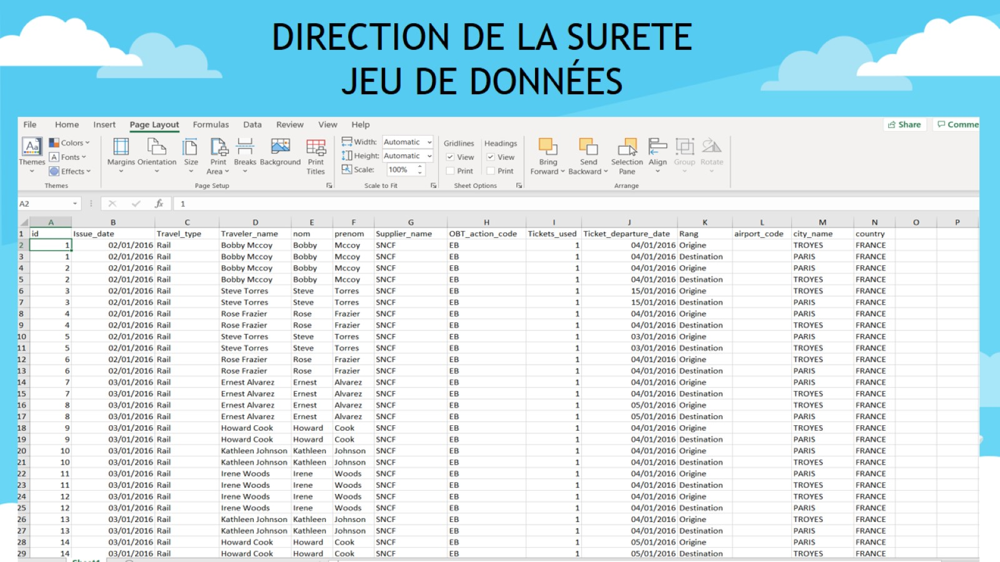 DIRECTION DE LA SURETE
JEU DE DONNÉES
File Home Insert Page Layout Formulas Data Review View Help Share Comme
Themes Colors Fonts Effects Margins Orientation Size Print Area Breaks Background Print Titles Width: Automatic Height: Automatic Scale: 100% Gridlines View Print Headings View Print Bring Forward Send Backward Selection Pane Align Group Rotate
Themes Page Setup Scale to Fit Sheet Options Arrange
A2 fx 1
A B C D E F G H I J K L M N O P
1 id Issue_date Travel_type Traveler_name nom prenom Supplier_name OBT_action_code Tickets_used Ticket_departure_date Rang airport_code city_name country
2 1 02/01/2016 Rail Bobby Mccoy Bobby Mccoy SNCF EB 1 04/01/2016 Origine TROYES FRANCE
3 1 02/01/2016 Rail Bobby Mccoy Bobby Mccoy SNCF EB 1 04/01/2016 Destination PARIS FRANCE
4 2 02/01/2016 Rail Bobby Mccoy Bobby Mccoy SNCF EB 1 04/01/2016 Origine PARIS FRANCE
5 2 02/01/2016 Rail Bobby Mccoy Bobby Mccoy SNCF EB 1 04/01/2016 Destination TROYES FRANCE
6 3 02/01/2016 Rail Steve Torres Steve Torres SNCF EB 1 15/01/2016 Origine TROYES FRANCE
7 3 02/01/2016 Rail Steve Torres Steve Torres SNCF EB 1 15/01/2016 Destination PARIS FRANCE
8 4 02/01/2016 Rail Rose Frazier Rose Frazier SNCF EB 1 04/01/2016 Origine PARIS FRANCE
9 4 02/01/2016 Rail Rose Frazier Rose Frazier SNCF EB 1 04/01/2016 Destination TROYES FRANCE
10 5 02/01/2016 Rail Steve Torres Steve Torres SNCF EB 1 03/01/2016 Origine PARIS FRANCE
11 5 02/01/2016 Rail Steve Torres Steve Torres SNCF EB 1 03/01/2016 Destination TROYES FRANCE
12 6 02/01/2016 Rail Rose Frazier Rose Frazier SNCF EB 1 04/01/2016 Origine TROYES FRANCE
13 6 02/01/2016 Rail Rose Frazier Rose Frazier SNCF EB 1 04/01/2016 Destination PARIS FRANCE
14 7 03/01/2016 Rail Ernest Alvarez Ernest Alvarez SNCF EB 1 04/01/2016 Origine PARIS FRANCE
15 7 03/01/2016 Rail Ernest Alvarez Ernest Alvarez SNCF EB 1 04/01/2016 Destination TROYES FRANCE
16 8 03/01/2016 Rail Ernest Alvarez Ernest Alvarez SNCF EB 1 05/01/2016 Origine TROYES FRANCE
17 8 03/01/2016 Rail Ernest Alvarez Ernest Alvarez SNCF EB 1 05/01/2016 Destination PARIS FRANCE
18 9 03/01/2016 Rail Howard Cook Howard Cook SNCF EB 1 04/01/2016 Origine TROYES FRANCE
19 9 03/01/2016 Rail Howard Cook Howard Cook SNCF EB 1 04/01/2016 Destination PARIS FRANCE
20 10 03/01/2016 Rail Kathleen Johnson Kathleen Johnson SNCF EB 1 04/01/2016 Origine PARIS FRANCE
21 10 03/01/2016 Rail Kathleen Johnson Kathleen Johnson SNCF EB 1 04/01/2016 Destination TROYES FRANCE
22 11 03/01/2016 Rail Irene Woods Irene Woods SNCF EB 1 04/01/2016 Origine PARIS FRANCE
23 11 03/01/2016 Rail Irene Woods Irene Woods SNCF EB 1 04/01/2016 Destination TROYES FRANCE
24 12 03/01/2016 Rail Irene Woods Irene Woods SNCF EB 1 04/01/2016 Origine TROYES FRANCE
25 12 03/01/2016 Rail Irene Woods Irene Woods SNCF EB 1 04/01/2016 Destination PARIS FRANCE
26 13 03/01/2016 Rail Kathleen Johnson Kathleen Johnson SNCF EB 1 04/01/2016 Origine TROYES FRANCE
27 13 03/01/2016 Rail Kathleen Johnson Kathleen Johnson SNCF EB 1 04/01/2016 Destination PARIS FRANCE
28 14 03/01/2016 Rail Howard Cook Howard Cook SNCF EB 1 05/01/2016 Origine PARIS FRANCE
29 14 03/01/2016 Rail Howard Cook Howard Cook SNCF EB 1 05/01/2016 Destination TROYES FRANCE